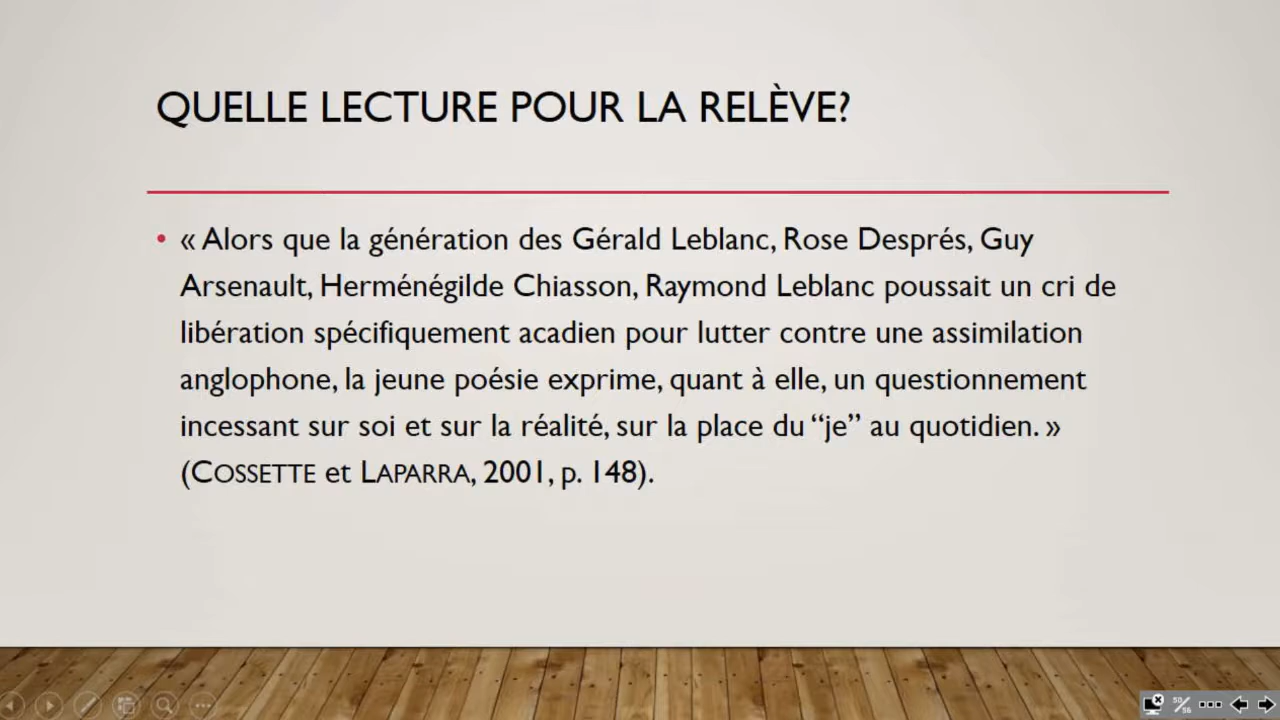 QUELLE LECTURE POUR LA RELÈVE?
• « Alors que la génération des Gérald Leblanc, Rose Després, Guy
Arsenault, Herménégilde Chiasson, Raymond Leblanc poussait un cri de
libération spécifiquement acadien pour lutter contre une assimilation
anglophone, la jeune poésie exprime, quant à elle, un questionnement
incessant sur soi et sur la réalité, sur la place du “je” au quotidien. »
(COSSETTE et LAPARRA, 2001, p. 148).
50/56